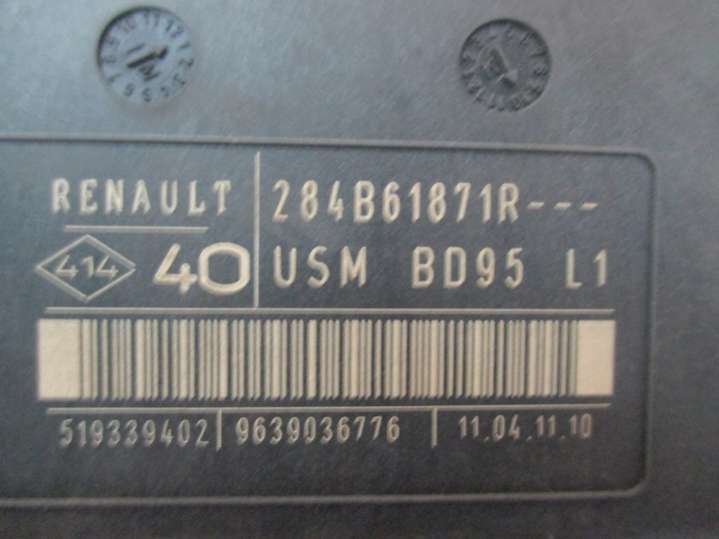 RENAULT 284B61871R---
414 40 USM BD95 L1
519339402 9639036776 11.04.11.10